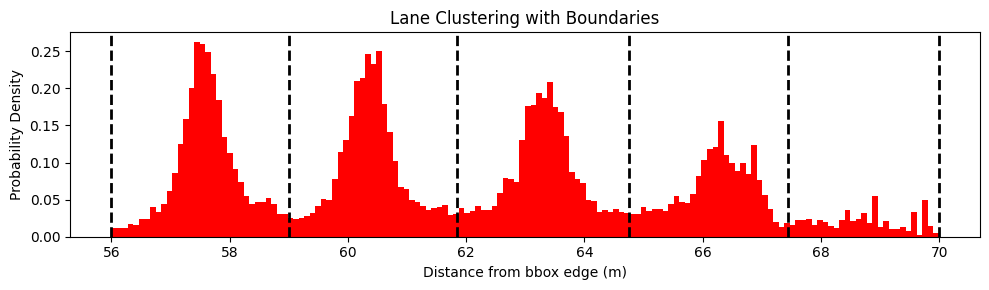 Lane Clustering with Boundaries
Probability Density
0.25
0.20
0.15
0.10
0.05
0.00
56 58 60 62 64 66 68 70
Distance from bbox edge (m)